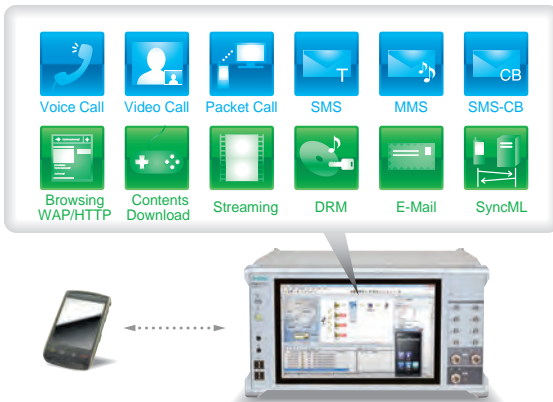 T
CB
Voice Call
Video Call
Packet Call
SMS
MMS
SMS-CB
Browsing
WAP/HTTP
Contents
Download
Streaming
DRM
E-Mail
SyncML